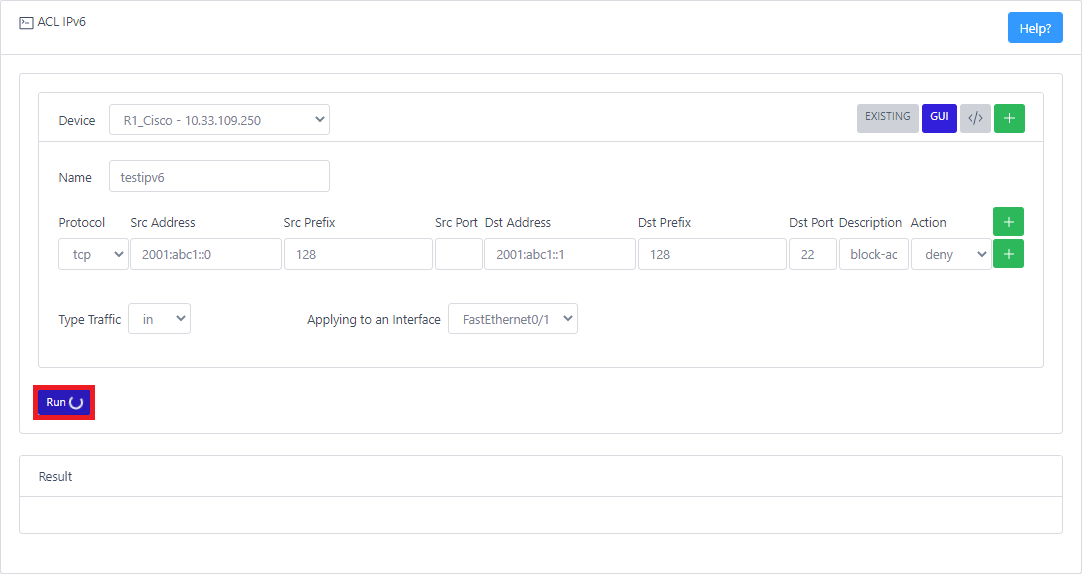 ACL IPv6
Help?
Device R1_Cisco - 10.33.109.250 EXISTING GUI </> +
Name testipv6
Protocol Src Address Src Prefix Src Port Dst Address Dst Prefix Dst Port Description Action +
tcp 2001:abc1::0 128 2001:abc1::1 128 22 block-ac deny +
Type Traffic in Applying to an Interface FastEthernet0/1
Run
Result